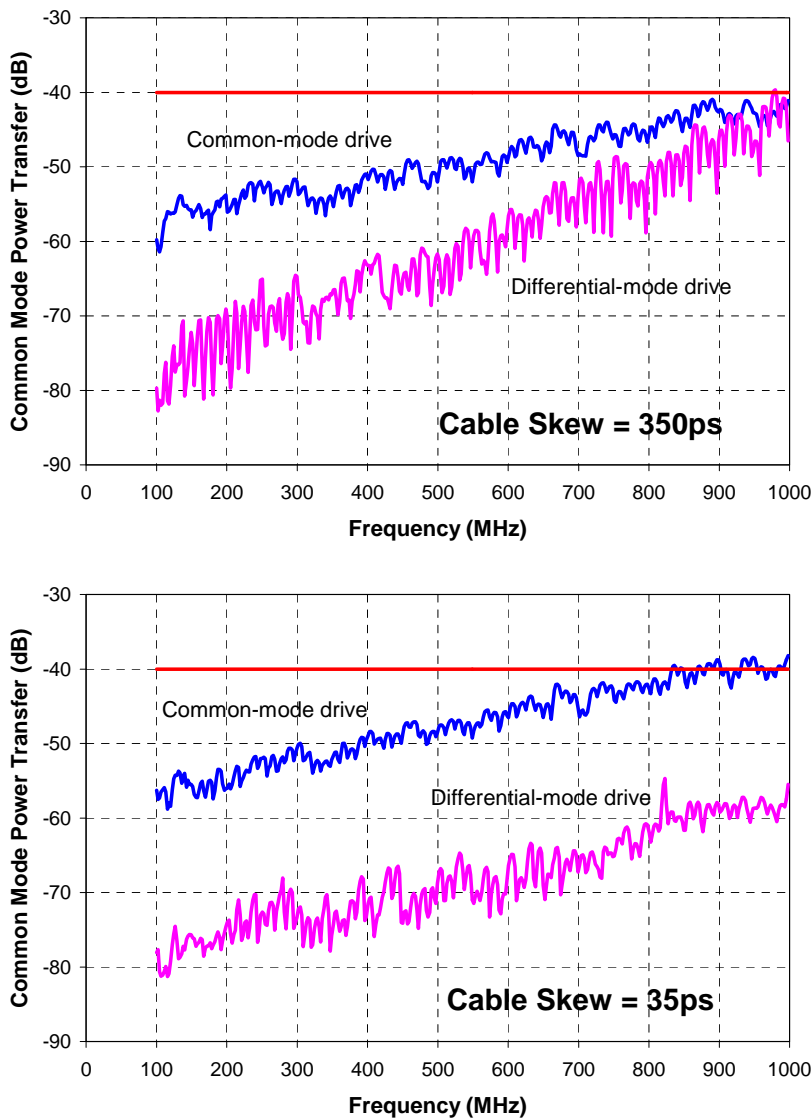 Common Mode Power Transfer (dB)
-30
-40
-50
-60
-70
-80
-90
Common-mode drive
Differential-mode drive
Cable Skew = 350ps
0 100 200 300 400 500 600 700 800 900 1000
Frequency (MHz)
Common Mode Power Transfer (dB)
-30
-40
-50
-60
-70
-80
-90
Common-mode drive
Differential-mode drive
Cable Skew = 35ps
0 100 200 300 400 500 600 700 800 900 1000
Frequency (MHz)